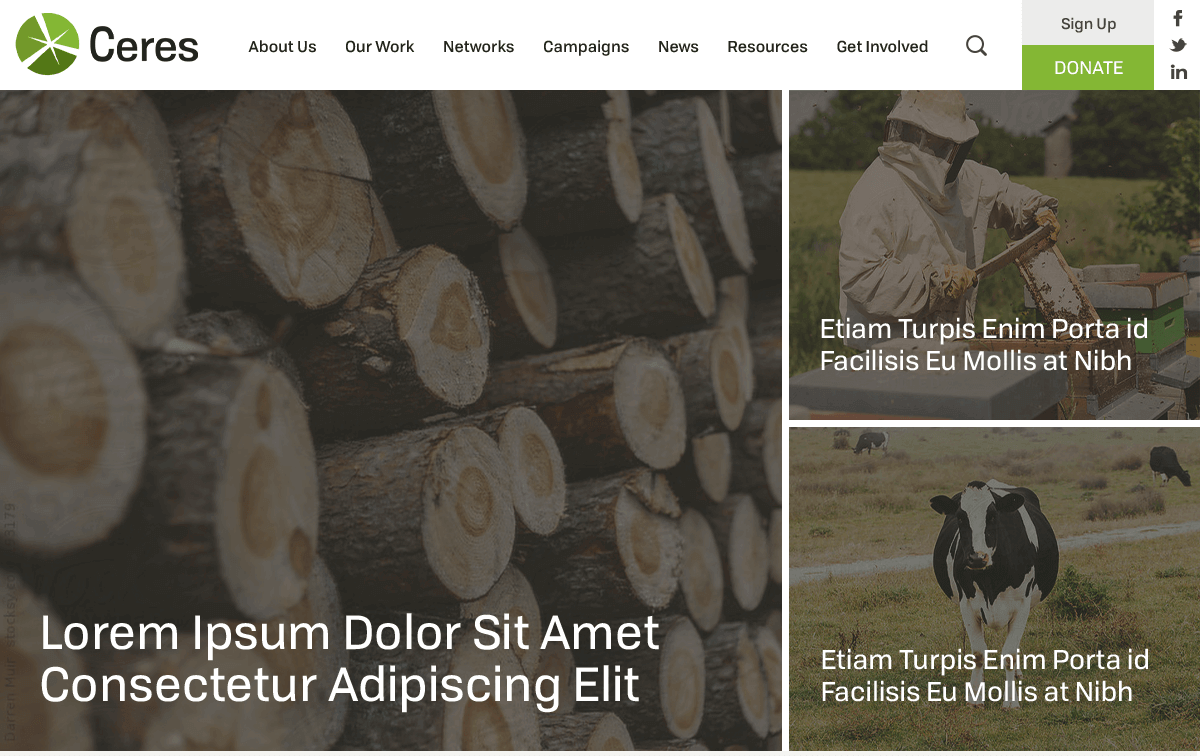 Ceres
About Us
Our Work
Networks
Campaigns
News
Resources
Get Involved
Sign Up
DONATE
f
in
Etiam Turpis Enim Porta id
Facilisis Eu Mollis at Nibh
Lorem Ipsum Dolor Sit Amet
Consectetur Adipiscing Elit
Etiam Turpis Enim Porta id
Facilisis Eu Mollis at Nibh